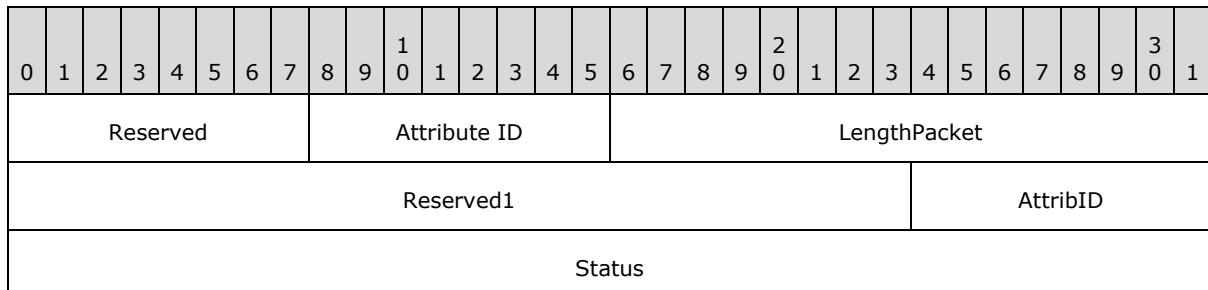 1 2 3
0 1 2 3 4 5 6 7 8 9 0 1 2 3 4 5 6 7 8 9 0 1 2 3 4 5 6 7 8 9 0 1
Reserved Attribute ID LengthPacket
Reserved1 AttribID
Status